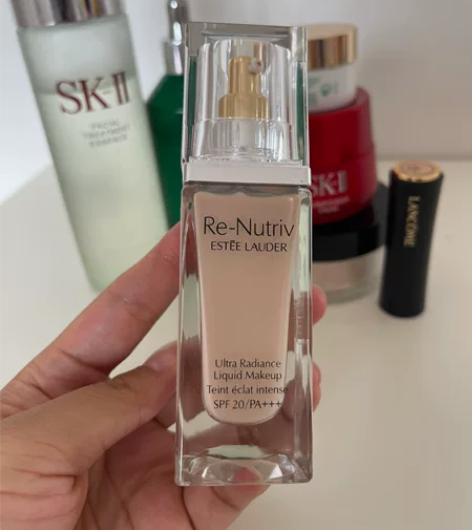 SK-II
FACIAL
TREATMENT
ESSENCE
Re-Nutriv
ESTĒE LAUDER
Ultra Radiance
Liquid Makeup
Teint éclat intense
SPF 20/PA+++
SK-II
LANCÔME